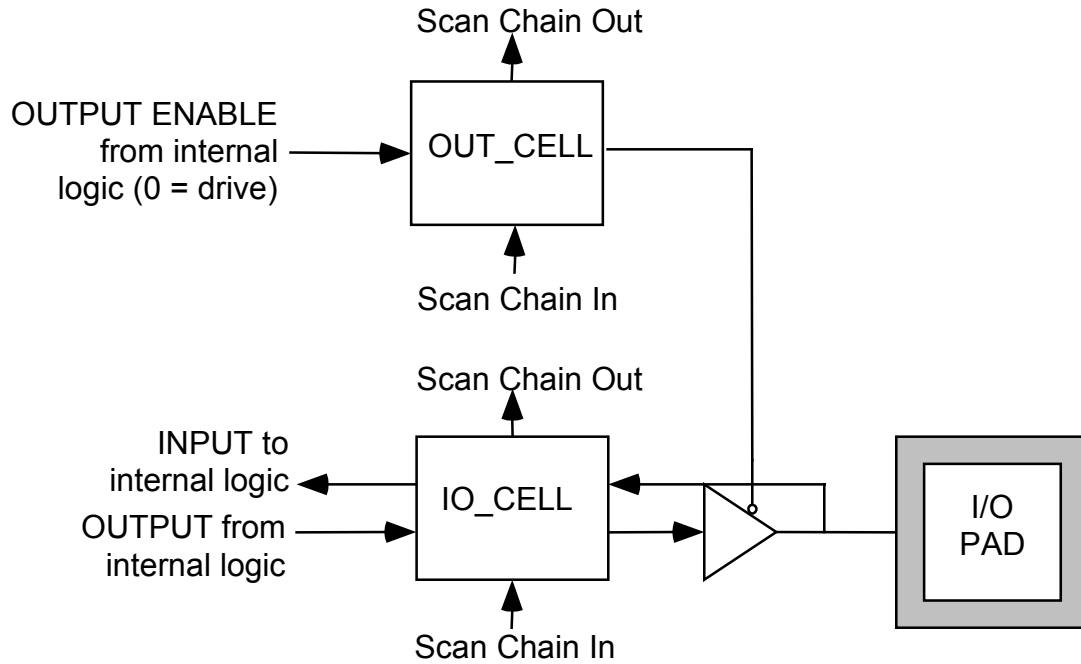 Scan Chain Out
OUTPUT ENABLE
from internal
logic (0 = drive)
OUT_CELL
Scan Chain In
Scan Chain Out
INPUT to
internal logic
OUTPUT from
internal logic
IO_CELL
I/O
PAD
Scan Chain In